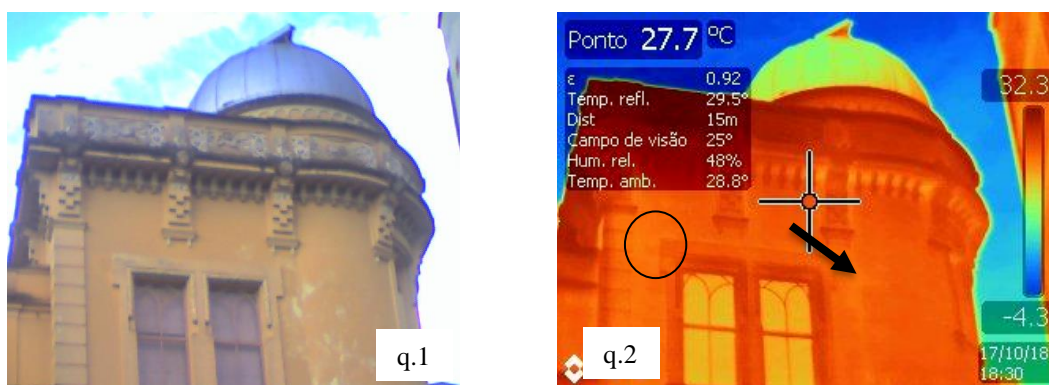 q.1
Ponto 27.7 °C
ε 0.92
Temp. refl. 29.5°
Dist 15m
Campo de visão 25°
Hum. rel. 48%
Temp. amb. 28.8°
32.3
-4.3
17/10/18
18:30
q.2